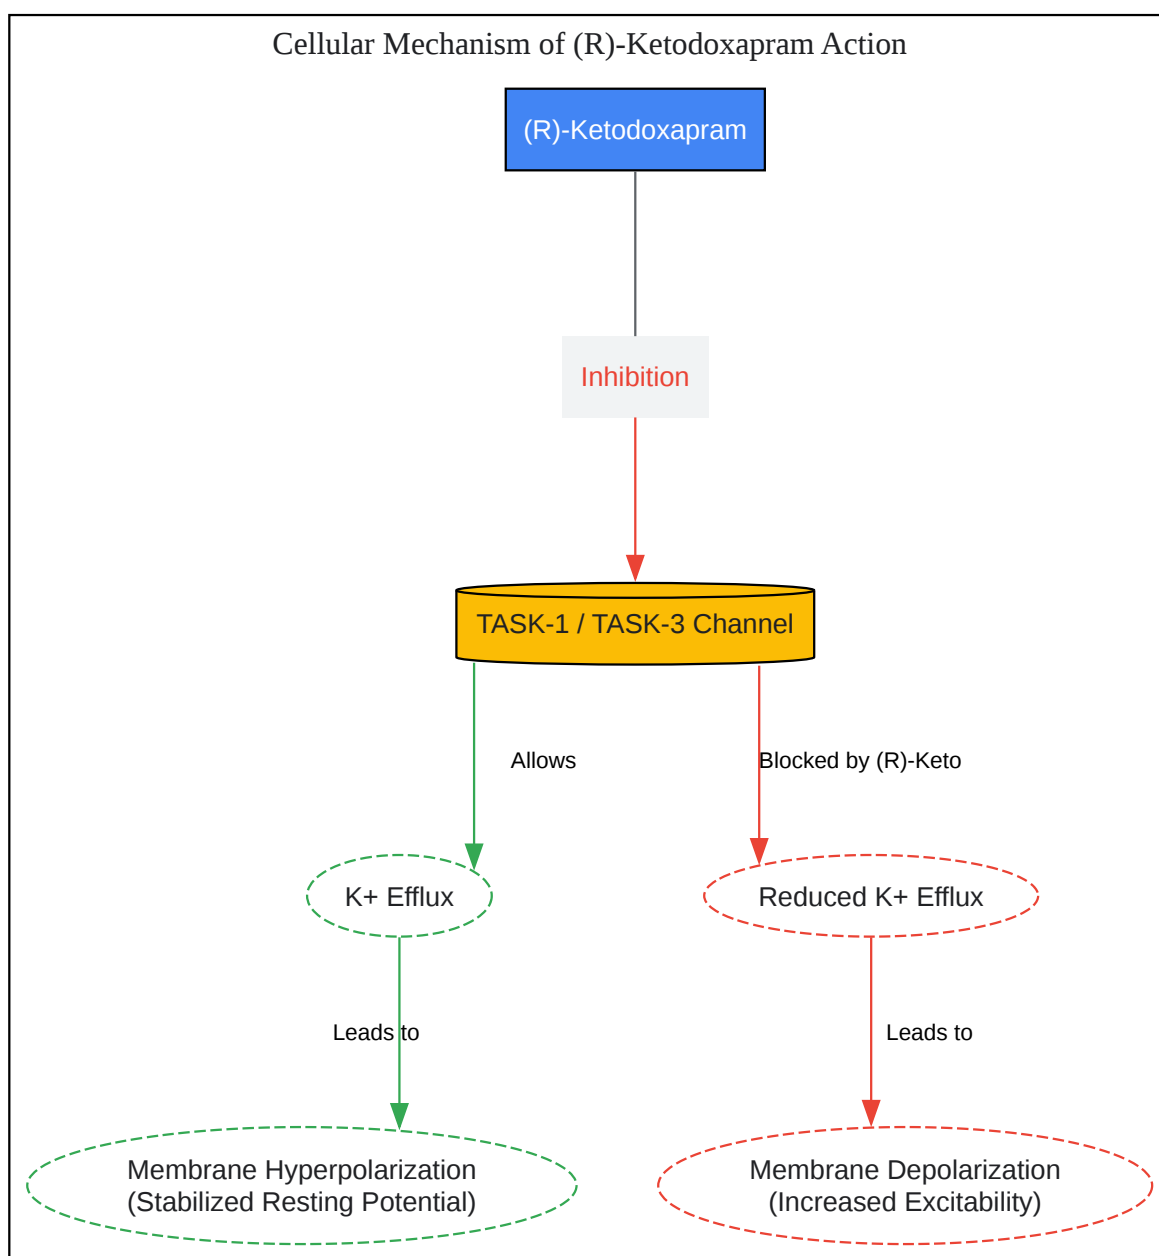 Cellular Mechanism of (R)-Ketodoxapram Action
(R)-Ketodoxapram
Inhibition
TASK-1 / TASK-3 Channel
Allows
Blocked by (R)-Keto
K+ Efflux
Reduced K+ Efflux
Leads to
Leads to
Membrane Hyperpolarization
(Stabilized Resting Potential)
Membrane Depolarization
(Increased Excitability)